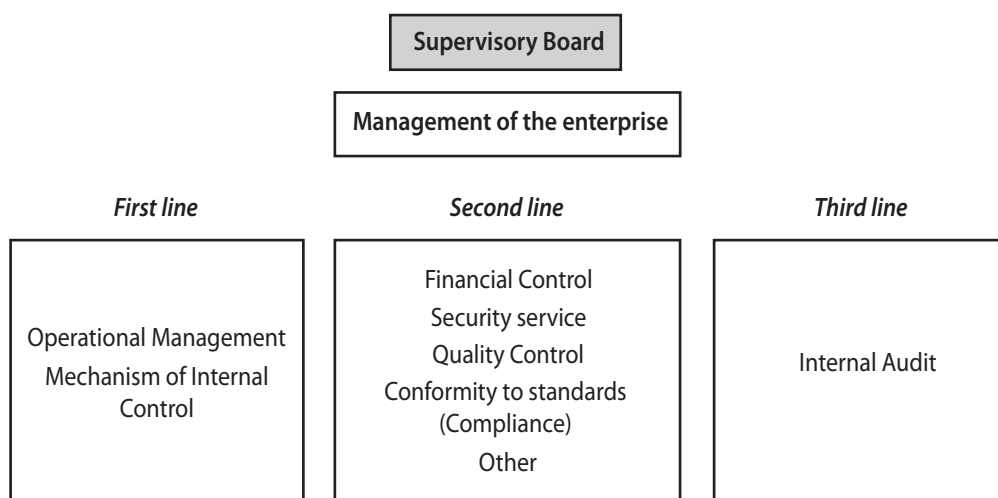 Supervisory Board
Management of the enterprise
First line
Second line
Third line
Operational Management
Mechanism of Internal
Control
Financial Control
Security service
Quality Control
Conformity to standards
(Compliance)
Other
Internal Audit